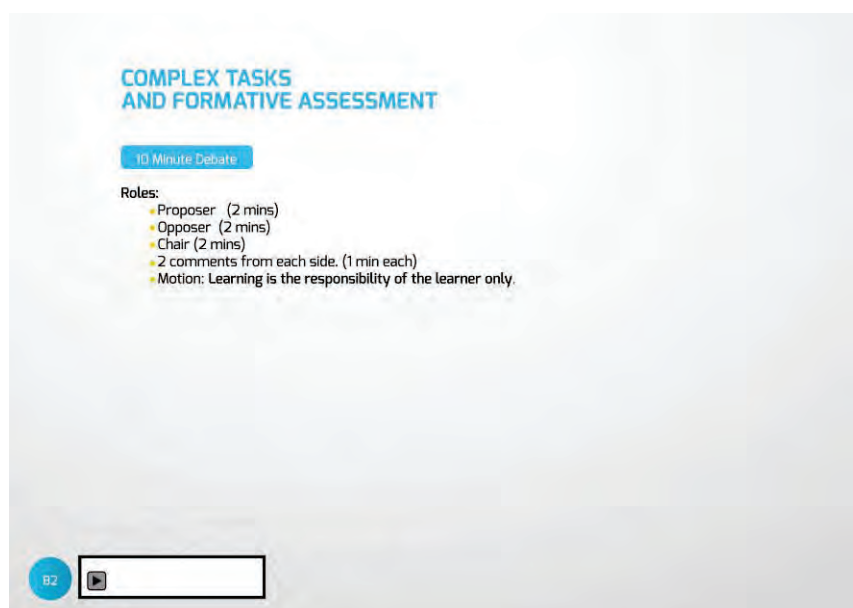 COMPLEX TASKS
AND FORMATIVE ASSESSMENT
10 Minute Debate
Roles:
Proposer (2 mins)
Opposer (2 mins)
Chair (2 mins)
2 comments from each side. (1 min each)
Motion: Learning is the responsibility of the learner only.
B2